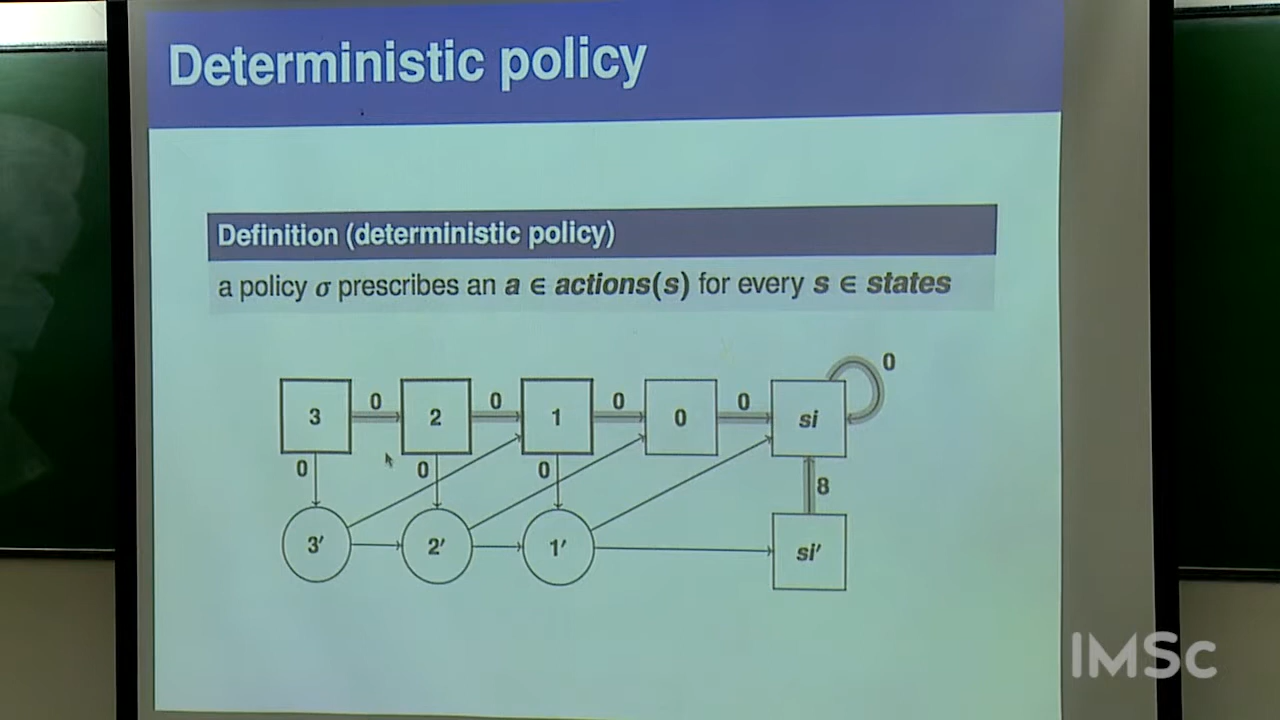 Deterministic policy
Definition (deterministic policy)
a policy σ prescribes an a ∈ actions(s) for every s ∈ states
0
3 0 2 0 1 0 0 0 si
0 0 0
8
3′ 2′ 1′ si′
IMSc